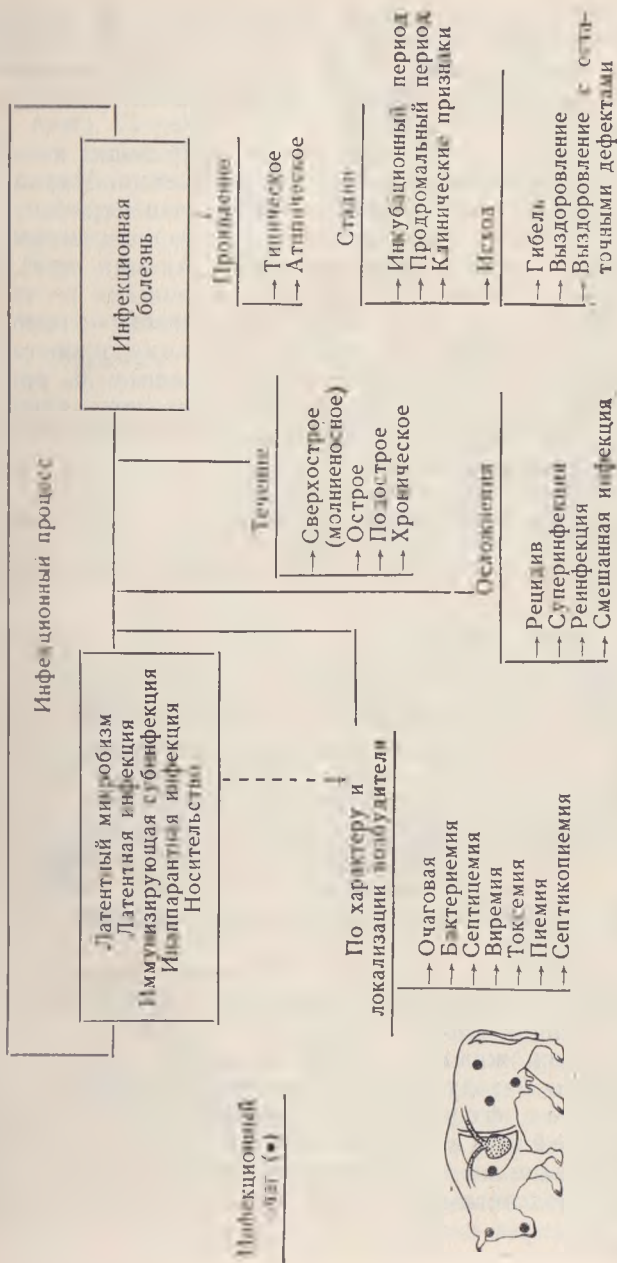 Инфекционный процесс
Латентный микробизм
Латентная инфекция
Иммунизирующая субинфекция
Инаппарантная инфекция
Носительство
Инфекционная
болезнь
Инфекционный
очаг (●)
По характеру и
локализации возбудителя
→ Очаговая
→ Бактериемия
→ Септицемия
→ Виремия
→ Токсемия
→ Пиемия
→ Септикопиемия
Течение
→ Сверхострое
(молниеносное)
→ Острое
→ Подострое
→ Хроническое
Осложнения
→ Рецидив
→ Суперинфекция
→ Реинфекция
→ Смешанная инфекция
Проявление
→ Типическое
→ Атипическое
Стадии
→ Инкубационный период
→ Продромальный период
→ Клинические признаки
→ Исход
→ Гибель
→ Выздоровление
→ Выздоровление с оста-
точными дефектами